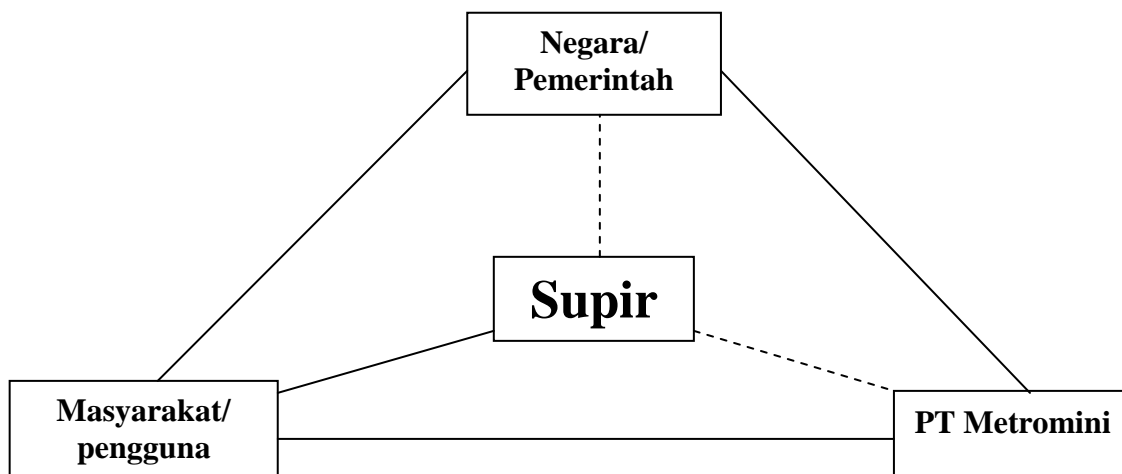 Negara/
Pemerintah
Supir
Masyarakat/
pengguna
PT Metromini